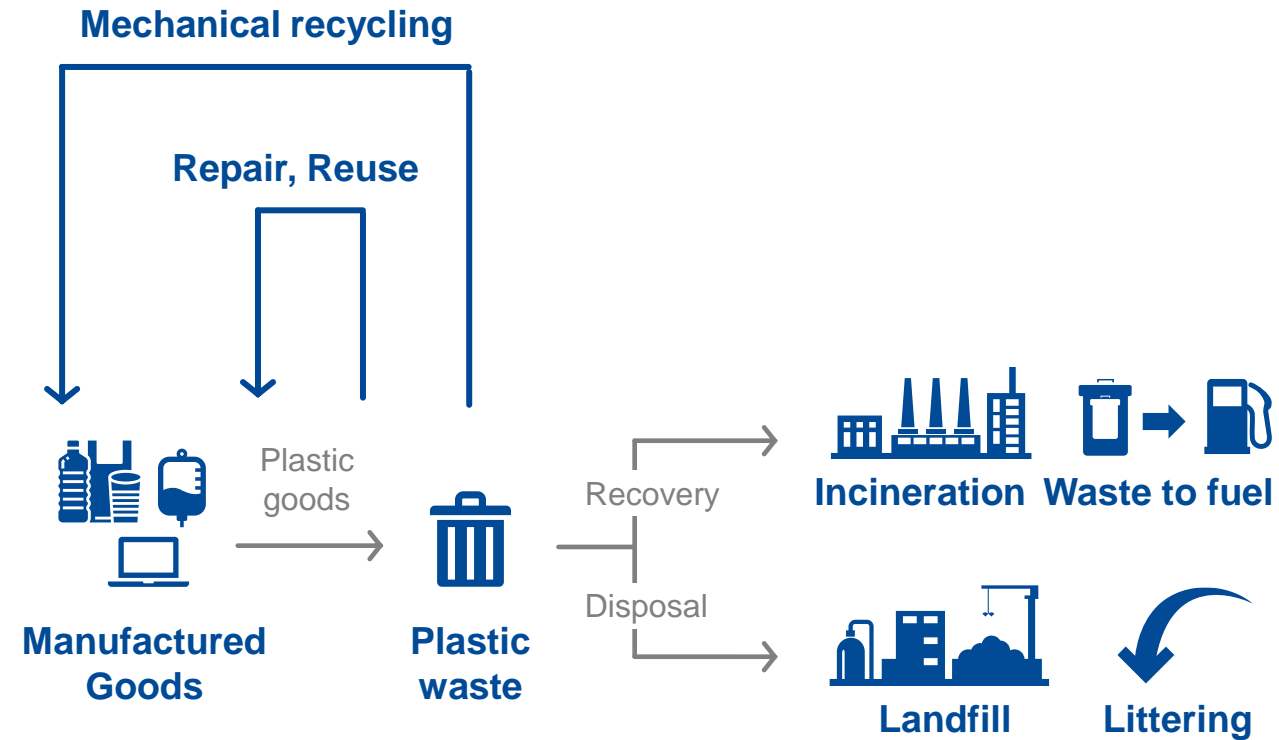 Mechanical recycling
Repair, Reuse
Plastic
goods
Recovery
Incineration
Waste to fuel
Disposal
Manufactured
Goods
Plastic
waste
Landfill
Littering